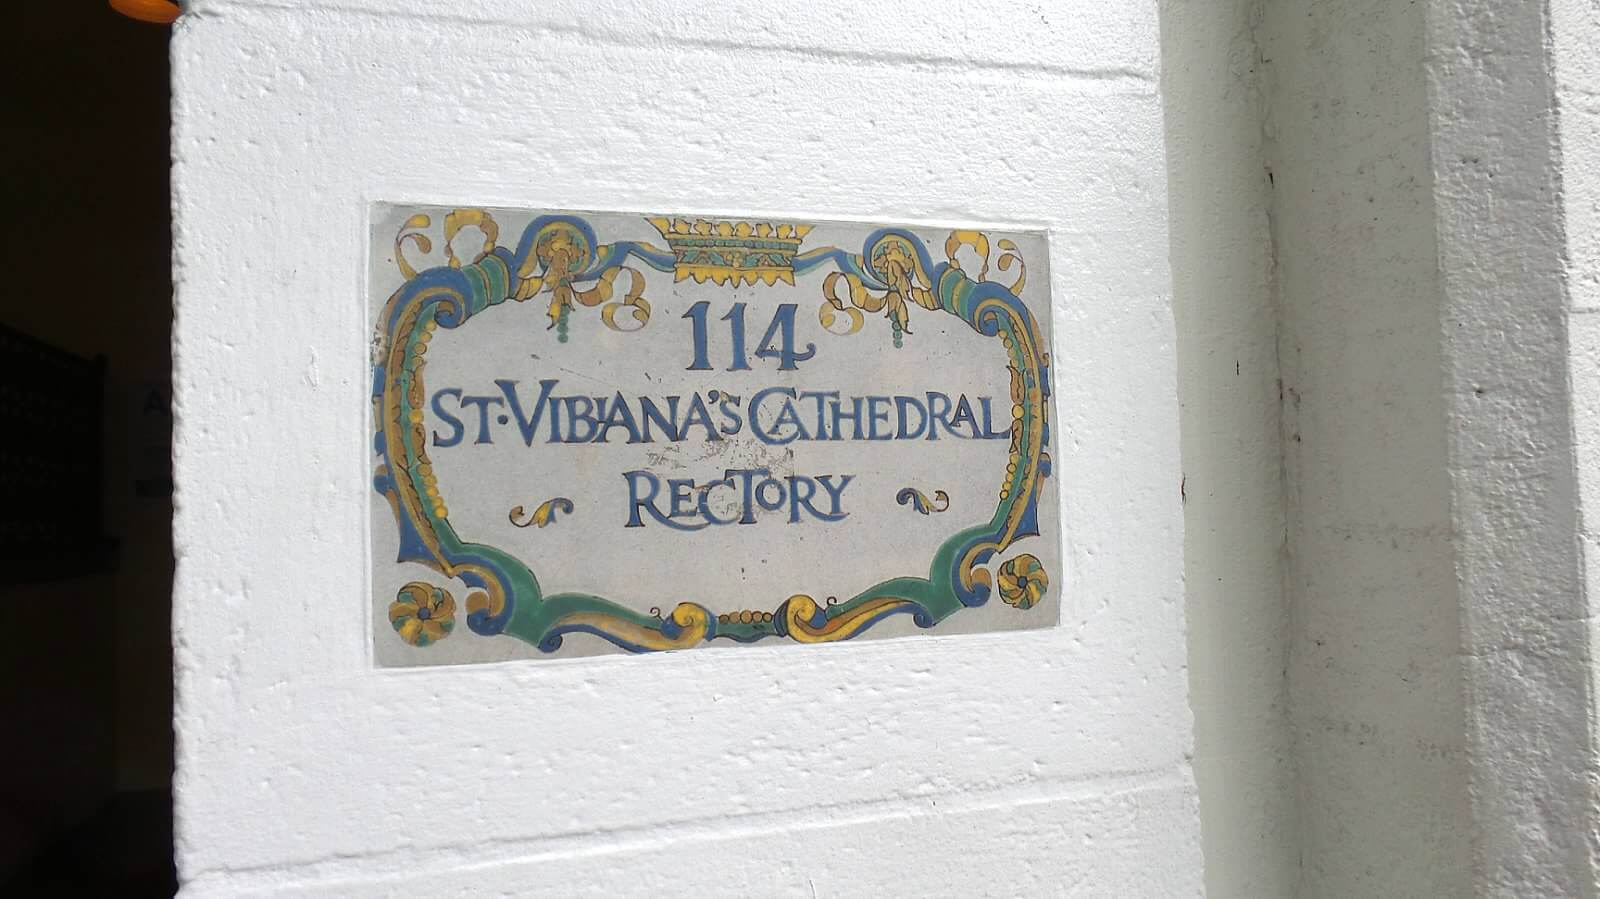 114
ST·VIBIANA'S CATHEDRAL
RECTORY